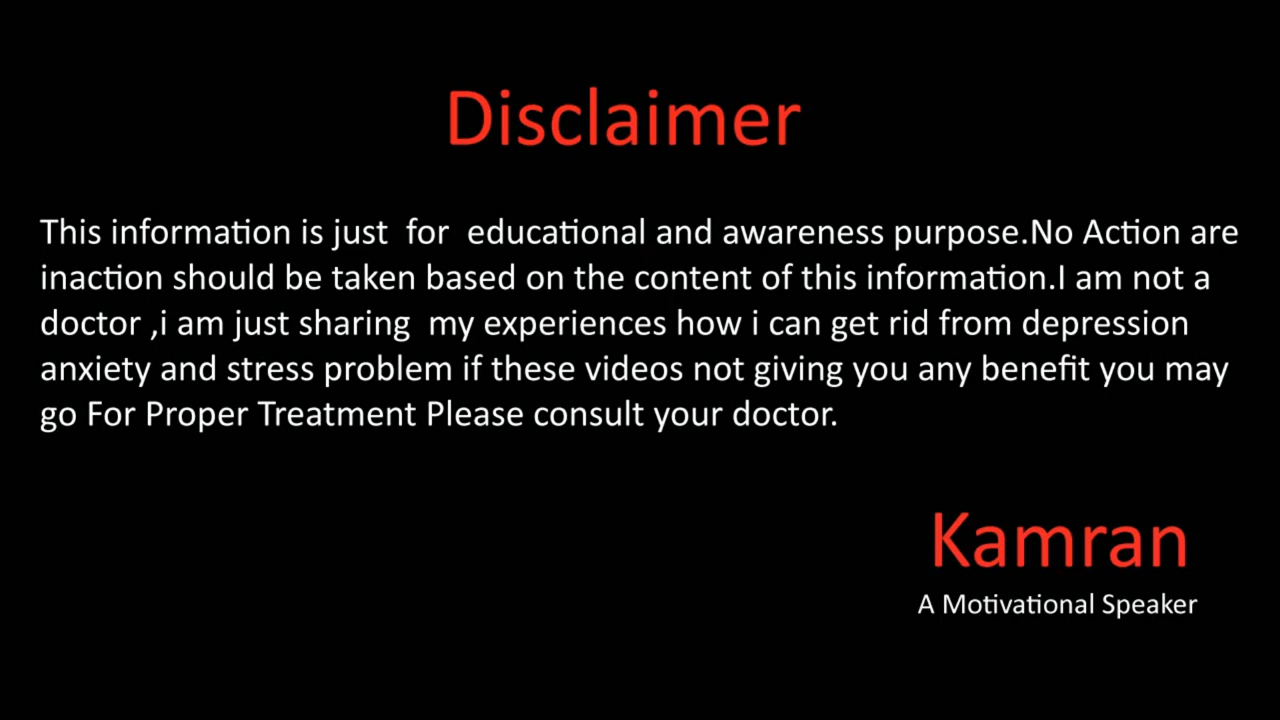 Disclaimer
This information is just  for  educational and awareness purpose.No Action are
inaction should be taken based on the content of this information.I am not a
doctor ,i am just sharing  my experiences how i can get rid from depression
anxiety and stress problem if these videos not giving you any benefit you may
go For Proper Treatment Please consult your doctor.
Kamran
A Motivational Speaker